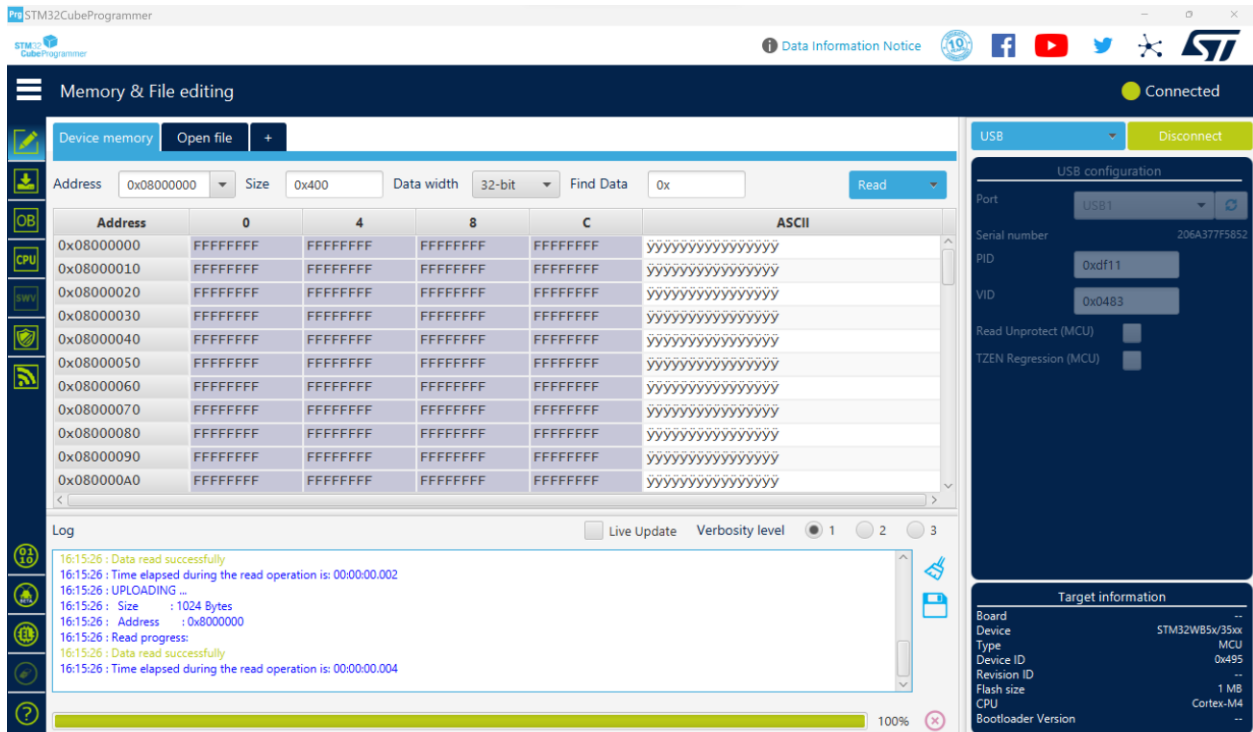 Prg STM32CubeProgrammer
STM32 CubeProgrammer
Data Information Notice
10
Memory & File editing
Connected
Device memory Open file +
USB Disconnect
Address 0x08000000 Size 0x400 Data width 32-bit Find Data 0x Read
USB configuration
Port USB1
Serial number 206A377F5852
PID 0xdf11
VID 0x0483
Read Unprotect (MCU)
TZEN Regression (MCU)
OB
CPU
SWV
Address 0 4 8 C ASCII
0x08000000 FFFFFFFF FFFFFFFF FFFFFFFF FFFFFFFF ÿÿÿÿÿÿÿÿÿÿÿÿÿÿÿÿ
0x08000010 FFFFFFFF FFFFFFFF FFFFFFFF FFFFFFFF ÿÿÿÿÿÿÿÿÿÿÿÿÿÿÿÿ
0x08000020 FFFFFFFF FFFFFFFF FFFFFFFF FFFFFFFF ÿÿÿÿÿÿÿÿÿÿÿÿÿÿÿÿ
0x08000030 FFFFFFFF FFFFFFFF FFFFFFFF FFFFFFFF ÿÿÿÿÿÿÿÿÿÿÿÿÿÿÿÿ
0x08000040 FFFFFFFF FFFFFFFF FFFFFFFF FFFFFFFF ÿÿÿÿÿÿÿÿÿÿÿÿÿÿÿÿ
0x08000050 FFFFFFFF FFFFFFFF FFFFFFFF FFFFFFFF ÿÿÿÿÿÿÿÿÿÿÿÿÿÿÿÿ
0x08000060 FFFFFFFF FFFFFFFF FFFFFFFF FFFFFFFF ÿÿÿÿÿÿÿÿÿÿÿÿÿÿÿÿ
0x08000070 FFFFFFFF FFFFFFFF FFFFFFFF FFFFFFFF ÿÿÿÿÿÿÿÿÿÿÿÿÿÿÿÿ
0x08000080 FFFFFFFF FFFFFFFF FFFFFFFF FFFFFFFF ÿÿÿÿÿÿÿÿÿÿÿÿÿÿÿÿ
0x08000090 FFFFFFFF FFFFFFFF FFFFFFFF FFFFFFFF ÿÿÿÿÿÿÿÿÿÿÿÿÿÿÿÿ
0x080000A0 FFFFFFFF FFFFFFFF FFFFFFFF FFFFFFFF ÿÿÿÿÿÿÿÿÿÿÿÿÿÿÿÿ
Log Live Update Verbosity level 1 2 3
16:15:26 : Data read successfully
16:15:26 : Time elapsed during the read operation is: 00:00:00.002
16:15:26 : UPLOADING ...
16:15:26 : Size : 1024 Bytes
16:15:26 : Address : 0x8000000
16:15:26 : Read progress:
16:15:26 : Data read successfully
16:15:26 : Time elapsed during the read operation is: 00:00:00.004
100%
Target information
Board --
Device STM32WB5x/35xx
Type MCU
Device ID 0x495
Revision ID --
Flash size 1 MB
CPU Cortex-M4
Bootloader Version --